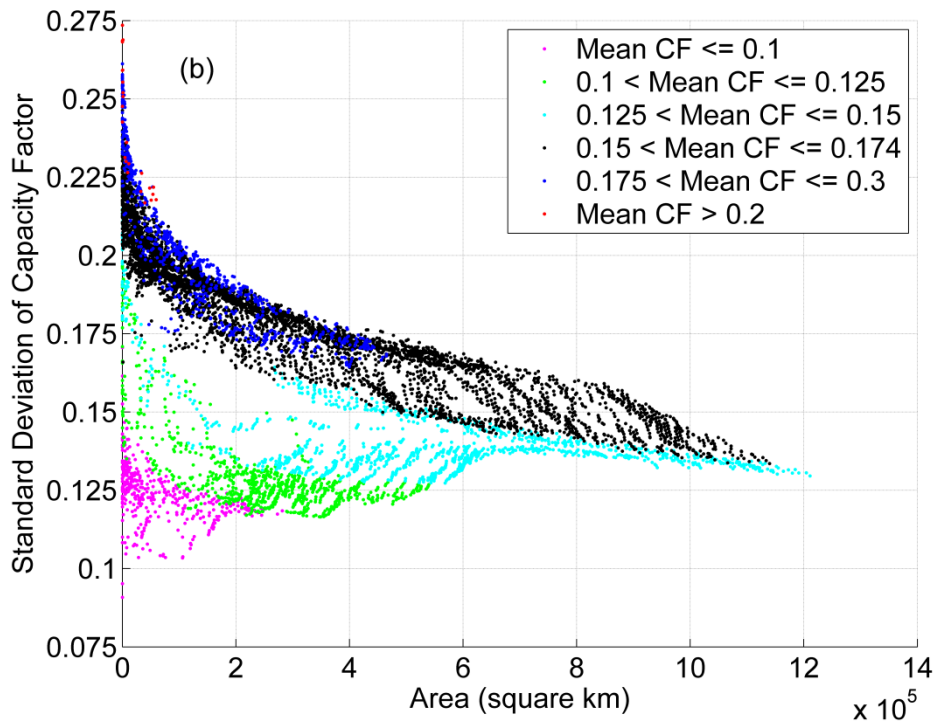 (b)
Mean CF <= 0.1
0.1 < Mean CF <= 0.125
0.125 < Mean CF <= 0.15
0.15 < Mean CF <= 0.174
0.175 < Mean CF <= 0.3
Mean CF > 0.2
Standard Deviation of Capacity Factor
0.275
0.25
0.225
0.2
0.175
0.15
0.125
0.1
0.075
0 2 4 6 8 10 12 14
Area (square km)
x 10^5